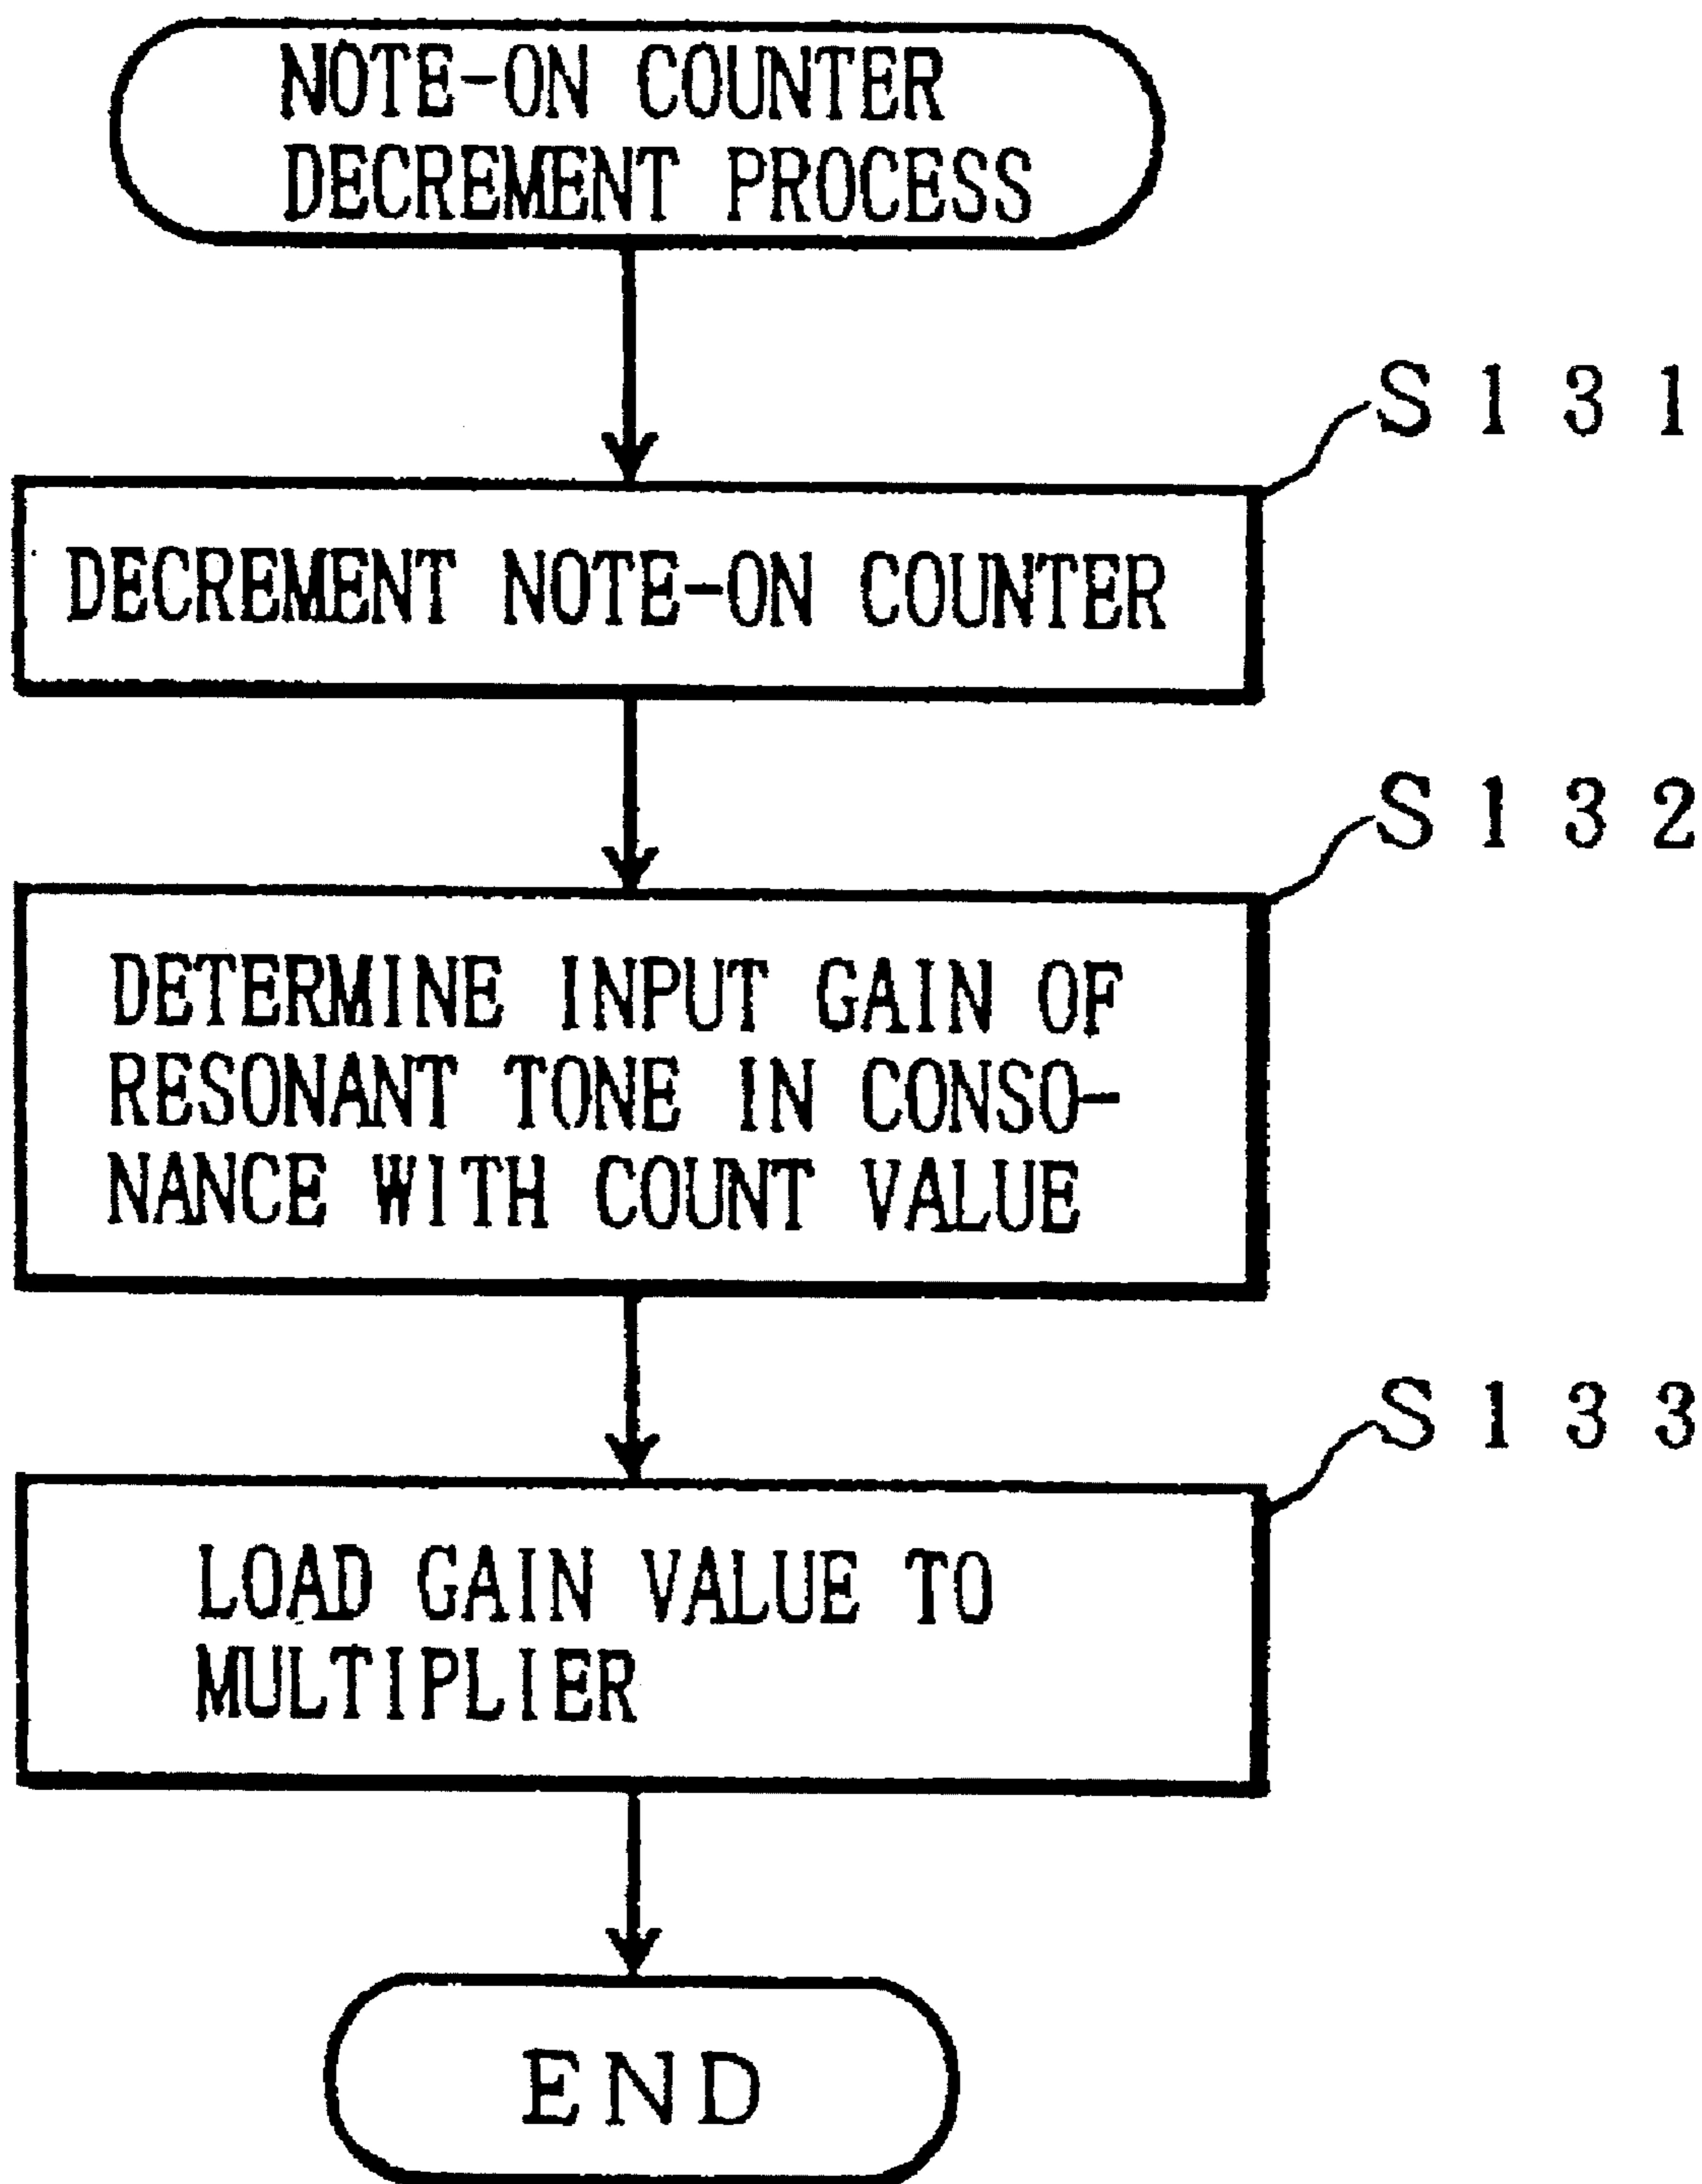 NOTE-ON COUNTER
DECREMENT PROCESS
S131
DECREMENT NOTE-ON COUNTER
S132
DETERMINE INPUT GAIN OF
RESONANT TONE IN CONSO-
NANCE WITH COUNT VALUE
S133
LOAD GAIN VALUE TO
MULTIPLIER
END